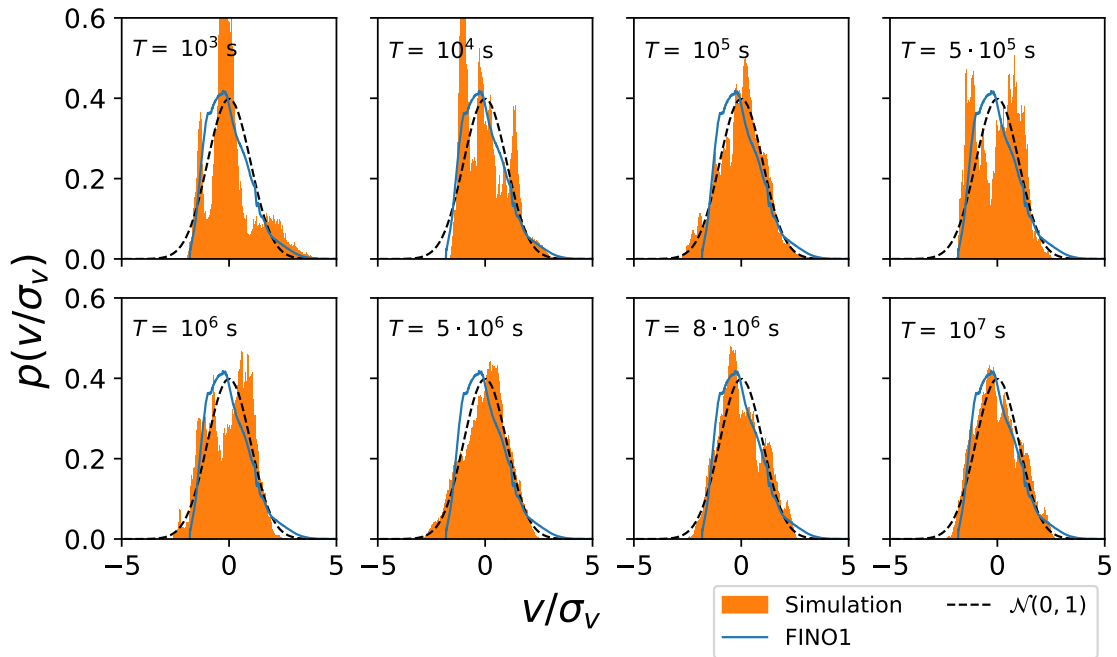 T = 10³ s
T = 10⁴ s
T = 10⁵ s
T = 5 · 10⁵ s
0.6
0.4
0.2
0.0
T = 10⁶ s
T = 5 · 10⁶ s
T = 8 · 10⁶ s
T = 10⁷ s
0.6
0.4
0.2
0.0
−5 0 5
−5 0 5
−5 0 5
−5 0 5
p(v/σᵥ)
v/σᵥ
Simulation
FINO1
𝒩(0, 1)